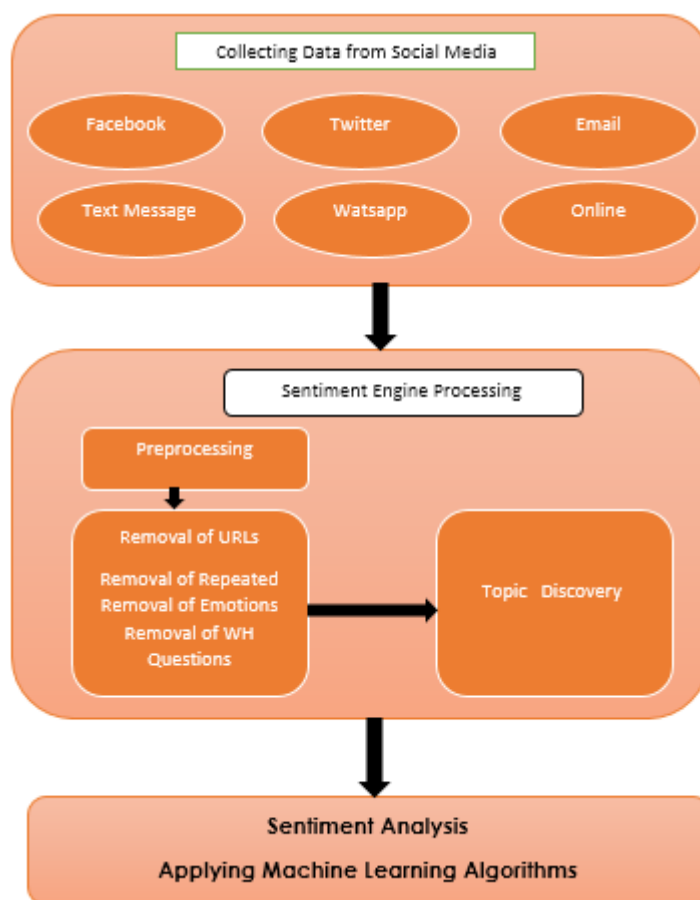 Collecting Data from Social Media
Facebook
Twitter
Email
Text Message
Watsapp
Online
Sentiment Engine Processing
Preprocessing
Removal of URLs
Removal of Repeated
Removal of Emotions
Removal of WH
Questions
Topic Discovery
Sentiment Analysis
Applying Machine Learning Algorithms